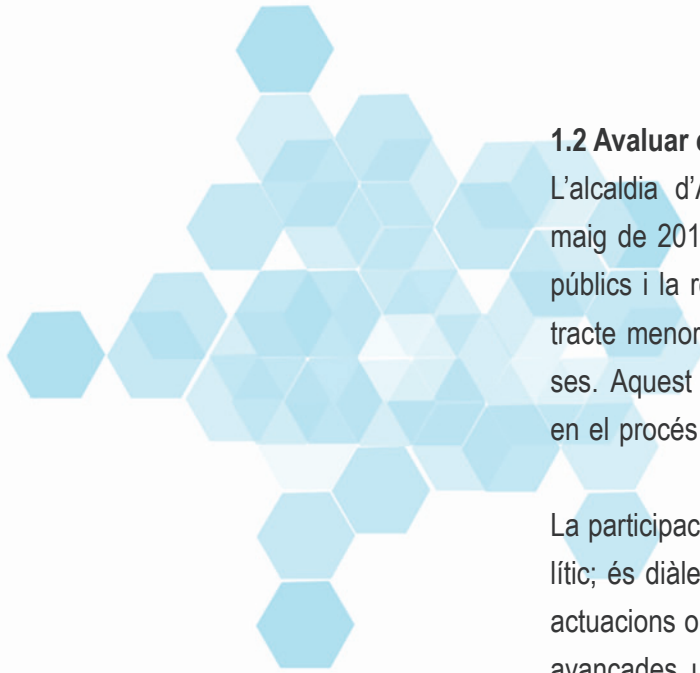 1.2 Avaluar
L'alcaldia d'A
maig de 201
públics i la r
tracte menor
ses. Aquest
en el procés
La participac
lític; és diàle
actuacions o
avançades u